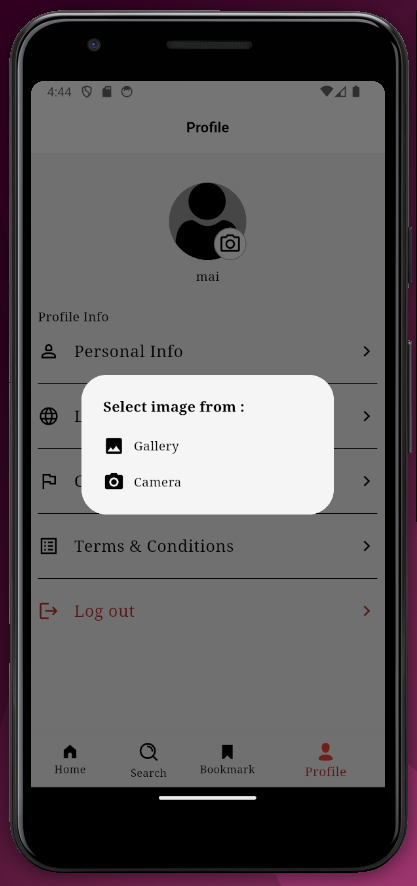 4:44
Profile
mai
Profile Info
Personal Info
Select image from :
Gallery
Camera
Terms & Conditions
Log out
Home
Search
Bookmark
Profile